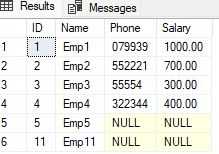 Results Messages
ID Name Phone Salary
1 1 Emp1 079939 1000.00
2 2 Emp2 552221 700.00
3 3 Emp3 55554 300.00
4 4 Emp4 322344 400.00
5 5 Emp5 NULL NULL
6 11 Emp11 NULL NULL